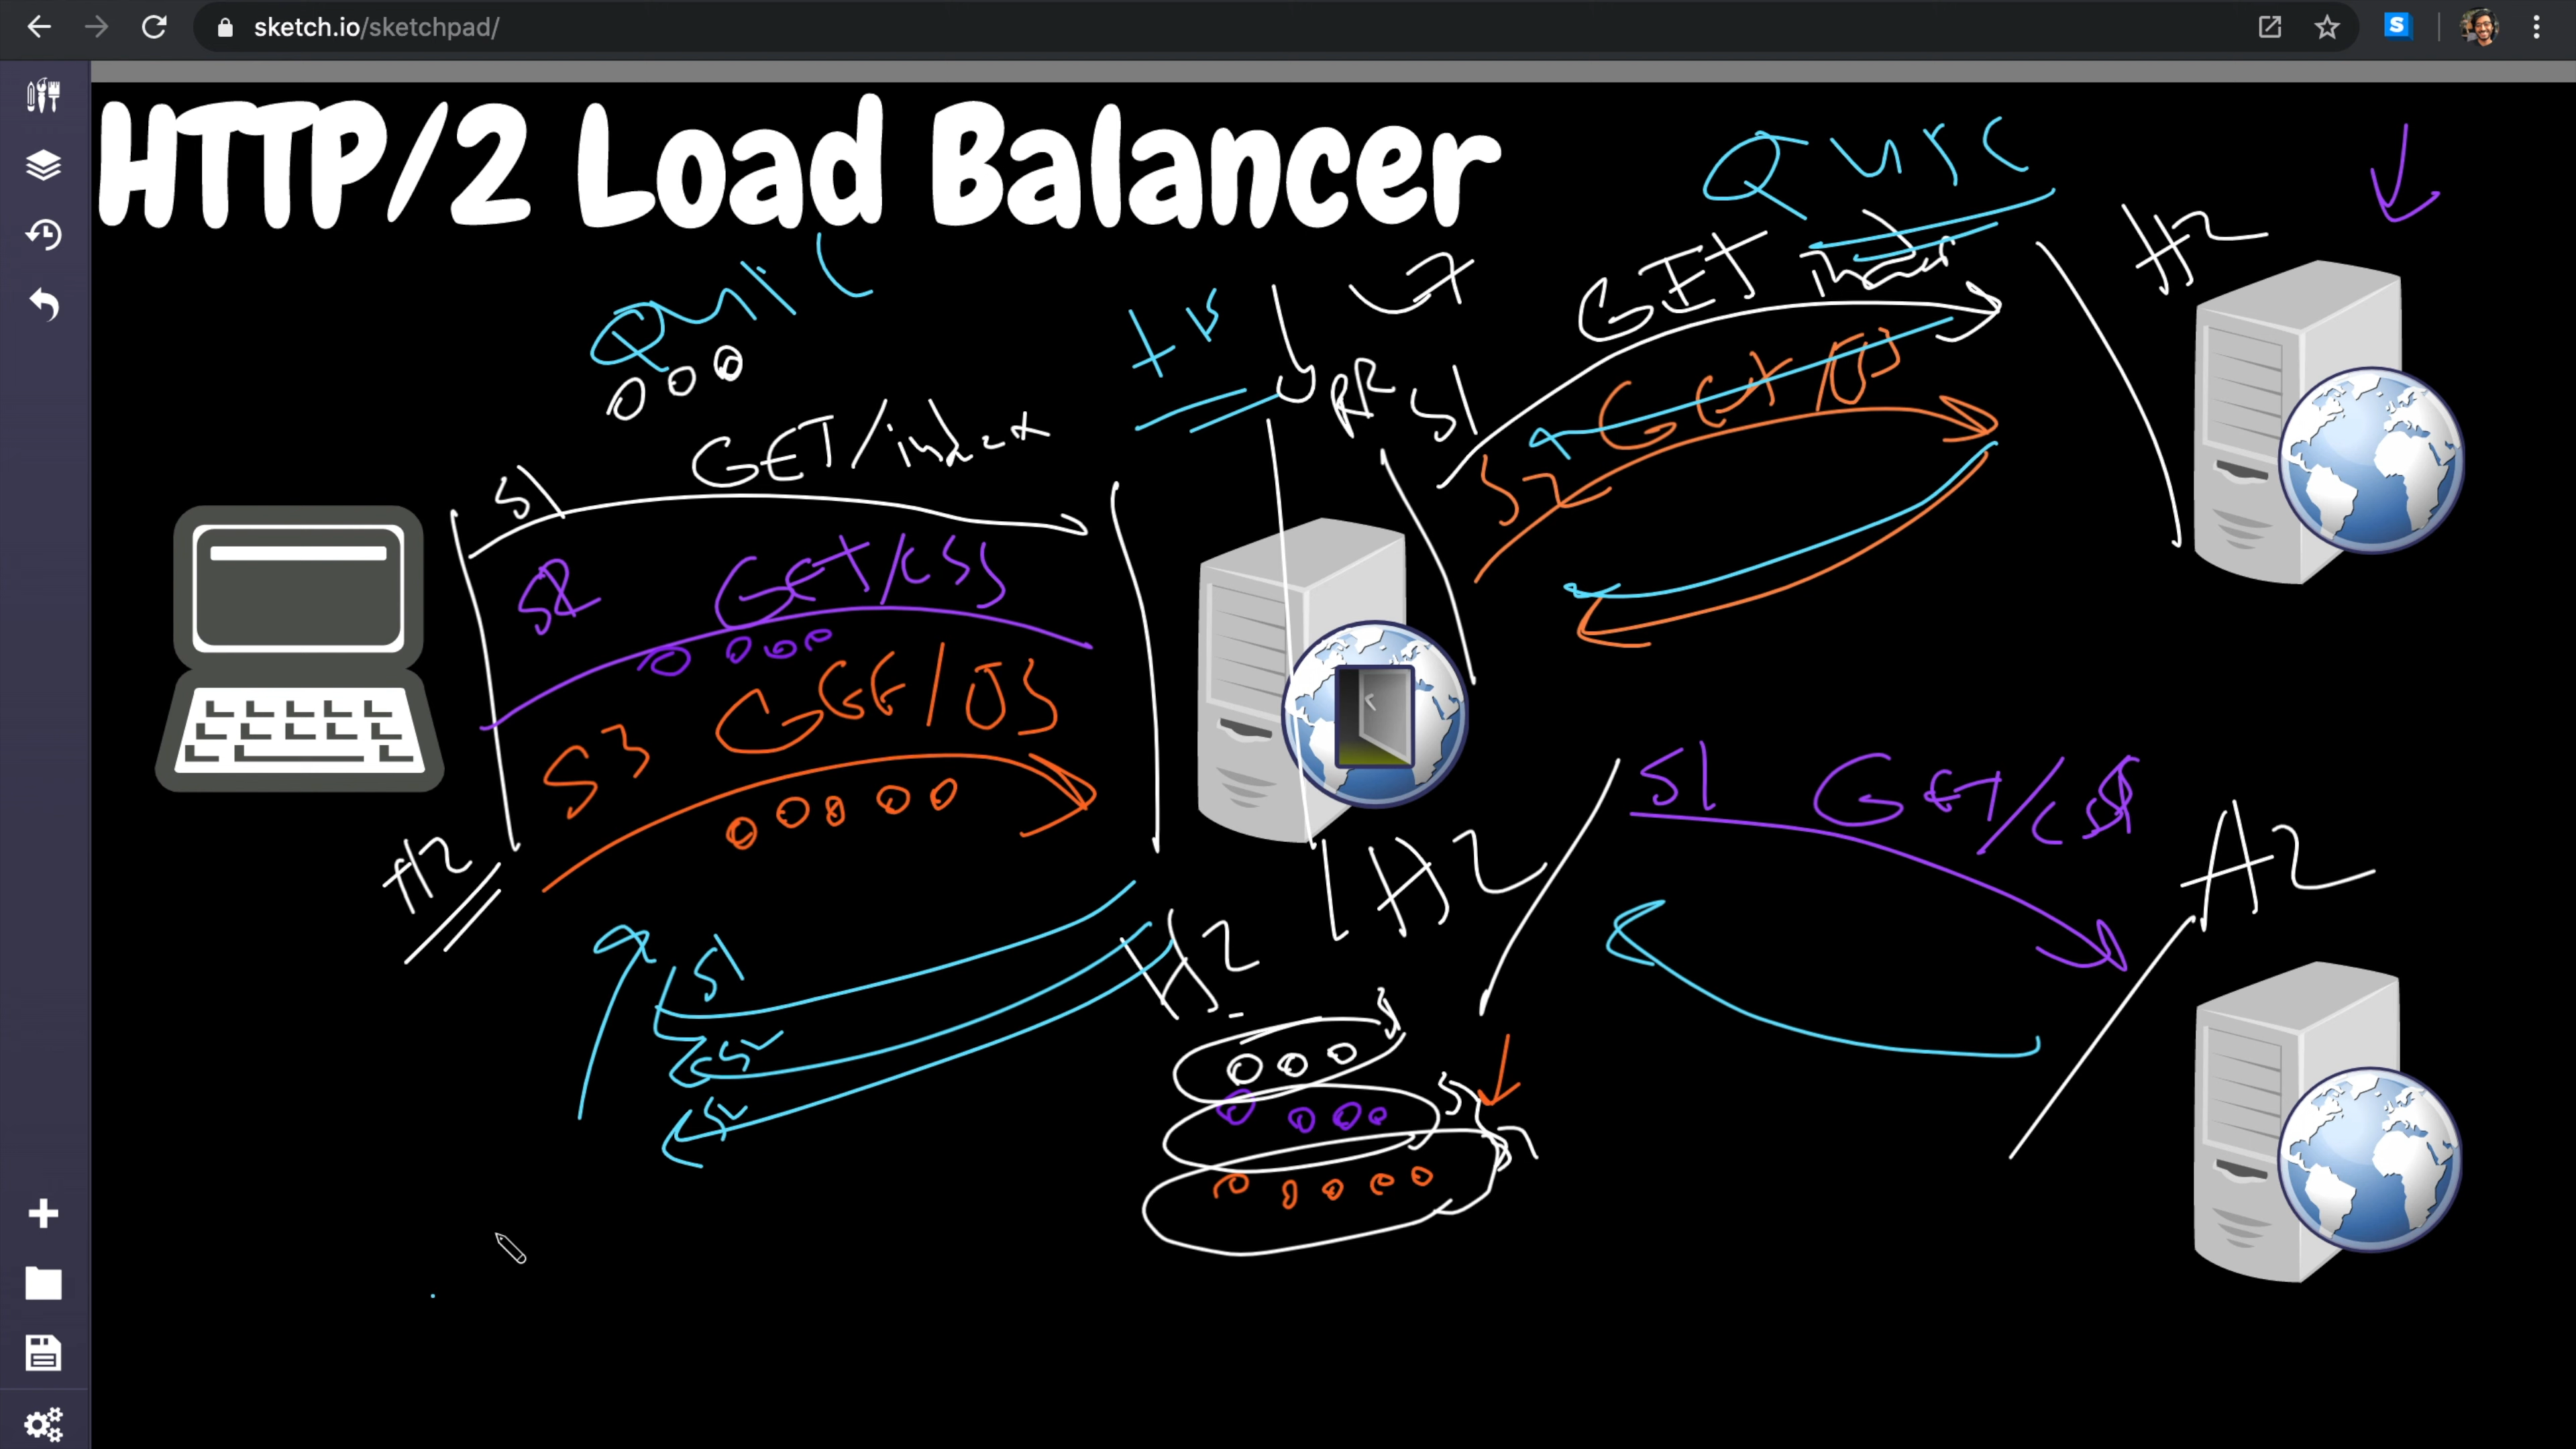 sketch.io/sketchpad/
S
HTTP/2 Load Balancer
QUIC
QUIC
L7
H2
GET index
RR
S1
GET/JS
S2
S1
GET/index
S2
GET/CSS
S3
GET/JS
H2
H2
H2
S1
GET/CSS
H2
S1